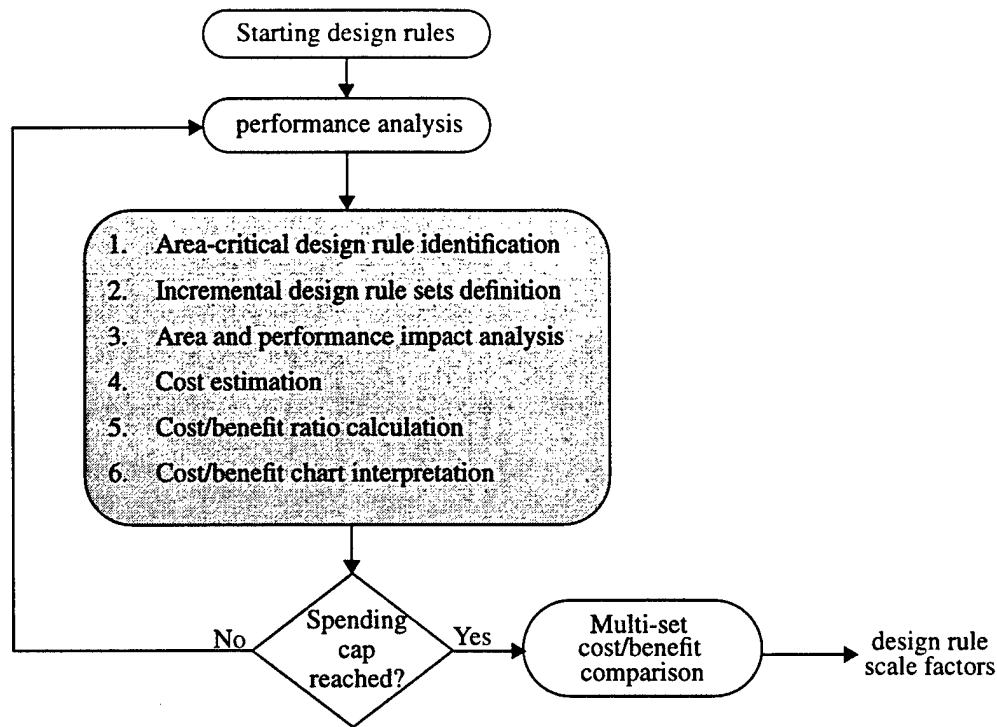 Starting design rules
performance analysis
1. Area-critical design rule identification
2. Incremental design rule sets definition
3. Area and performance impact analysis
4. Cost estimation
5. Cost/benefit ratio calculation
6. Cost/benefit chart interpretation
Spending
cap
reached?
No
Yes
Multi-set
cost/benefit
comparison
design rule
scale factors